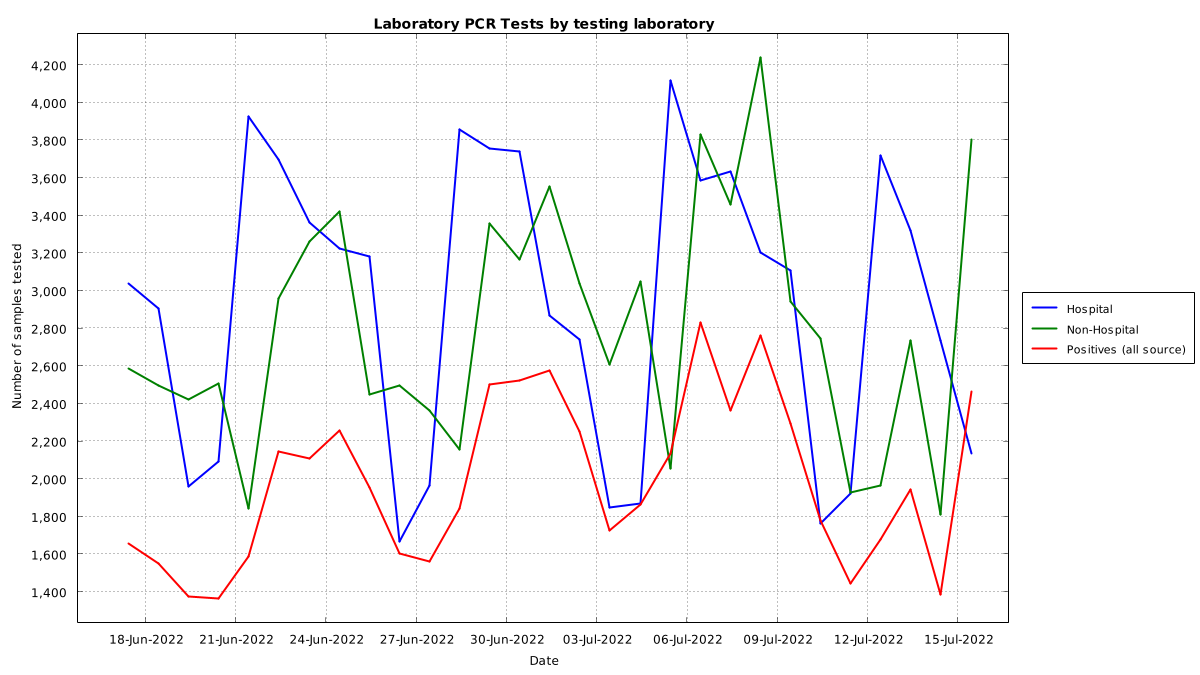 Laboratory PCR Tests by testing laboratory
Number of samples tested
4,200
4,000
3,800
3,600
3,400
3,200
3,000
2,800
2,600
2,400
2,200
2,000
1,800
1,600
1,400
18-Jun-2022 21-Jun-2022 24-Jun-2022 27-Jun-2022 30-Jun-2022 03-Jul-2022 06-Jul-2022 09-Jul-2022 12-Jul-2022 15-Jul-2022
Date
Hospital
Non-Hospital
Positives (all source)